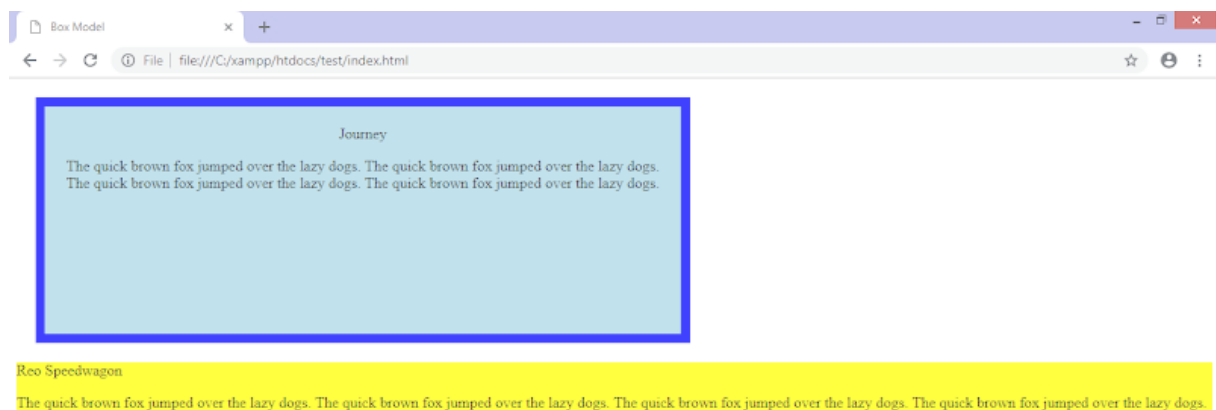 Box Model
File | file:///C:/xampp/htdocs/test/index.html
Journey
The quick brown fox jumped over the lazy dogs. The quick brown fox jumped over the lazy dogs.
The quick brown fox jumped over the lazy dogs. The quick brown fox jumped over the lazy dogs.
Reo Speedwagon
The quick brown fox jumped over the lazy dogs. The quick brown fox jumped over the lazy dogs. The quick brown fox jumped over the lazy dogs. The quick brown fox jumped over the lazy dogs.